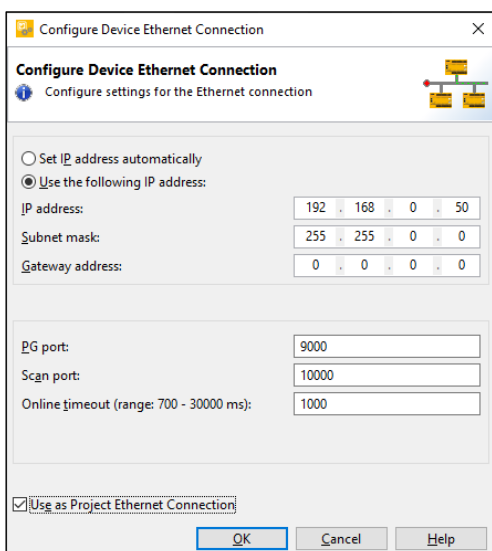 Configure Device Ethernet Connection
Configure Device Ethernet Connection
Configure settings for the Ethernet connection
Set IP address automatically
Use the following IP address:
IP address: 192 . 168 . 0 . 50
Subnet mask: 255 . 255 . 0 . 0
Gateway address: 0 . 0 . 0 . 0
PG port: 9000
Scan port: 10000
Online timeout (range: 700 - 30000 ms): 1000
Use as Project Ethernet Connection
OK Cancel Help